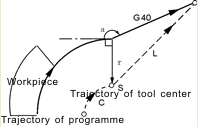 G40
a
r
L
Workpiece
S
Trajectory of tool center
C
Trajectory of programme